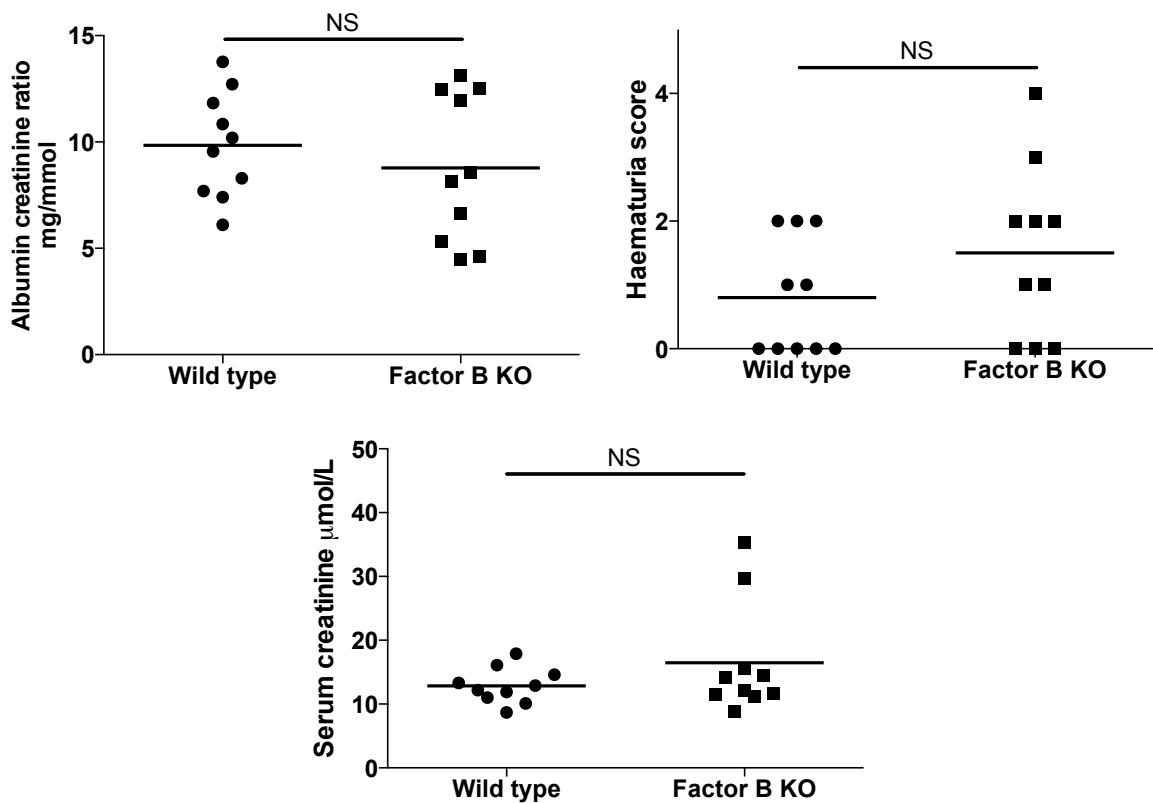 NS
15
10
5
0
Albumin creatinine ratio
mg/mmol
Wild type
Factor B KO
NS
4
2
0
Haematuria score
Wild type
Factor B KO
NS
50
40
30
20
10
0
Serum creatinine μmol/L
Wild type
Factor B KO